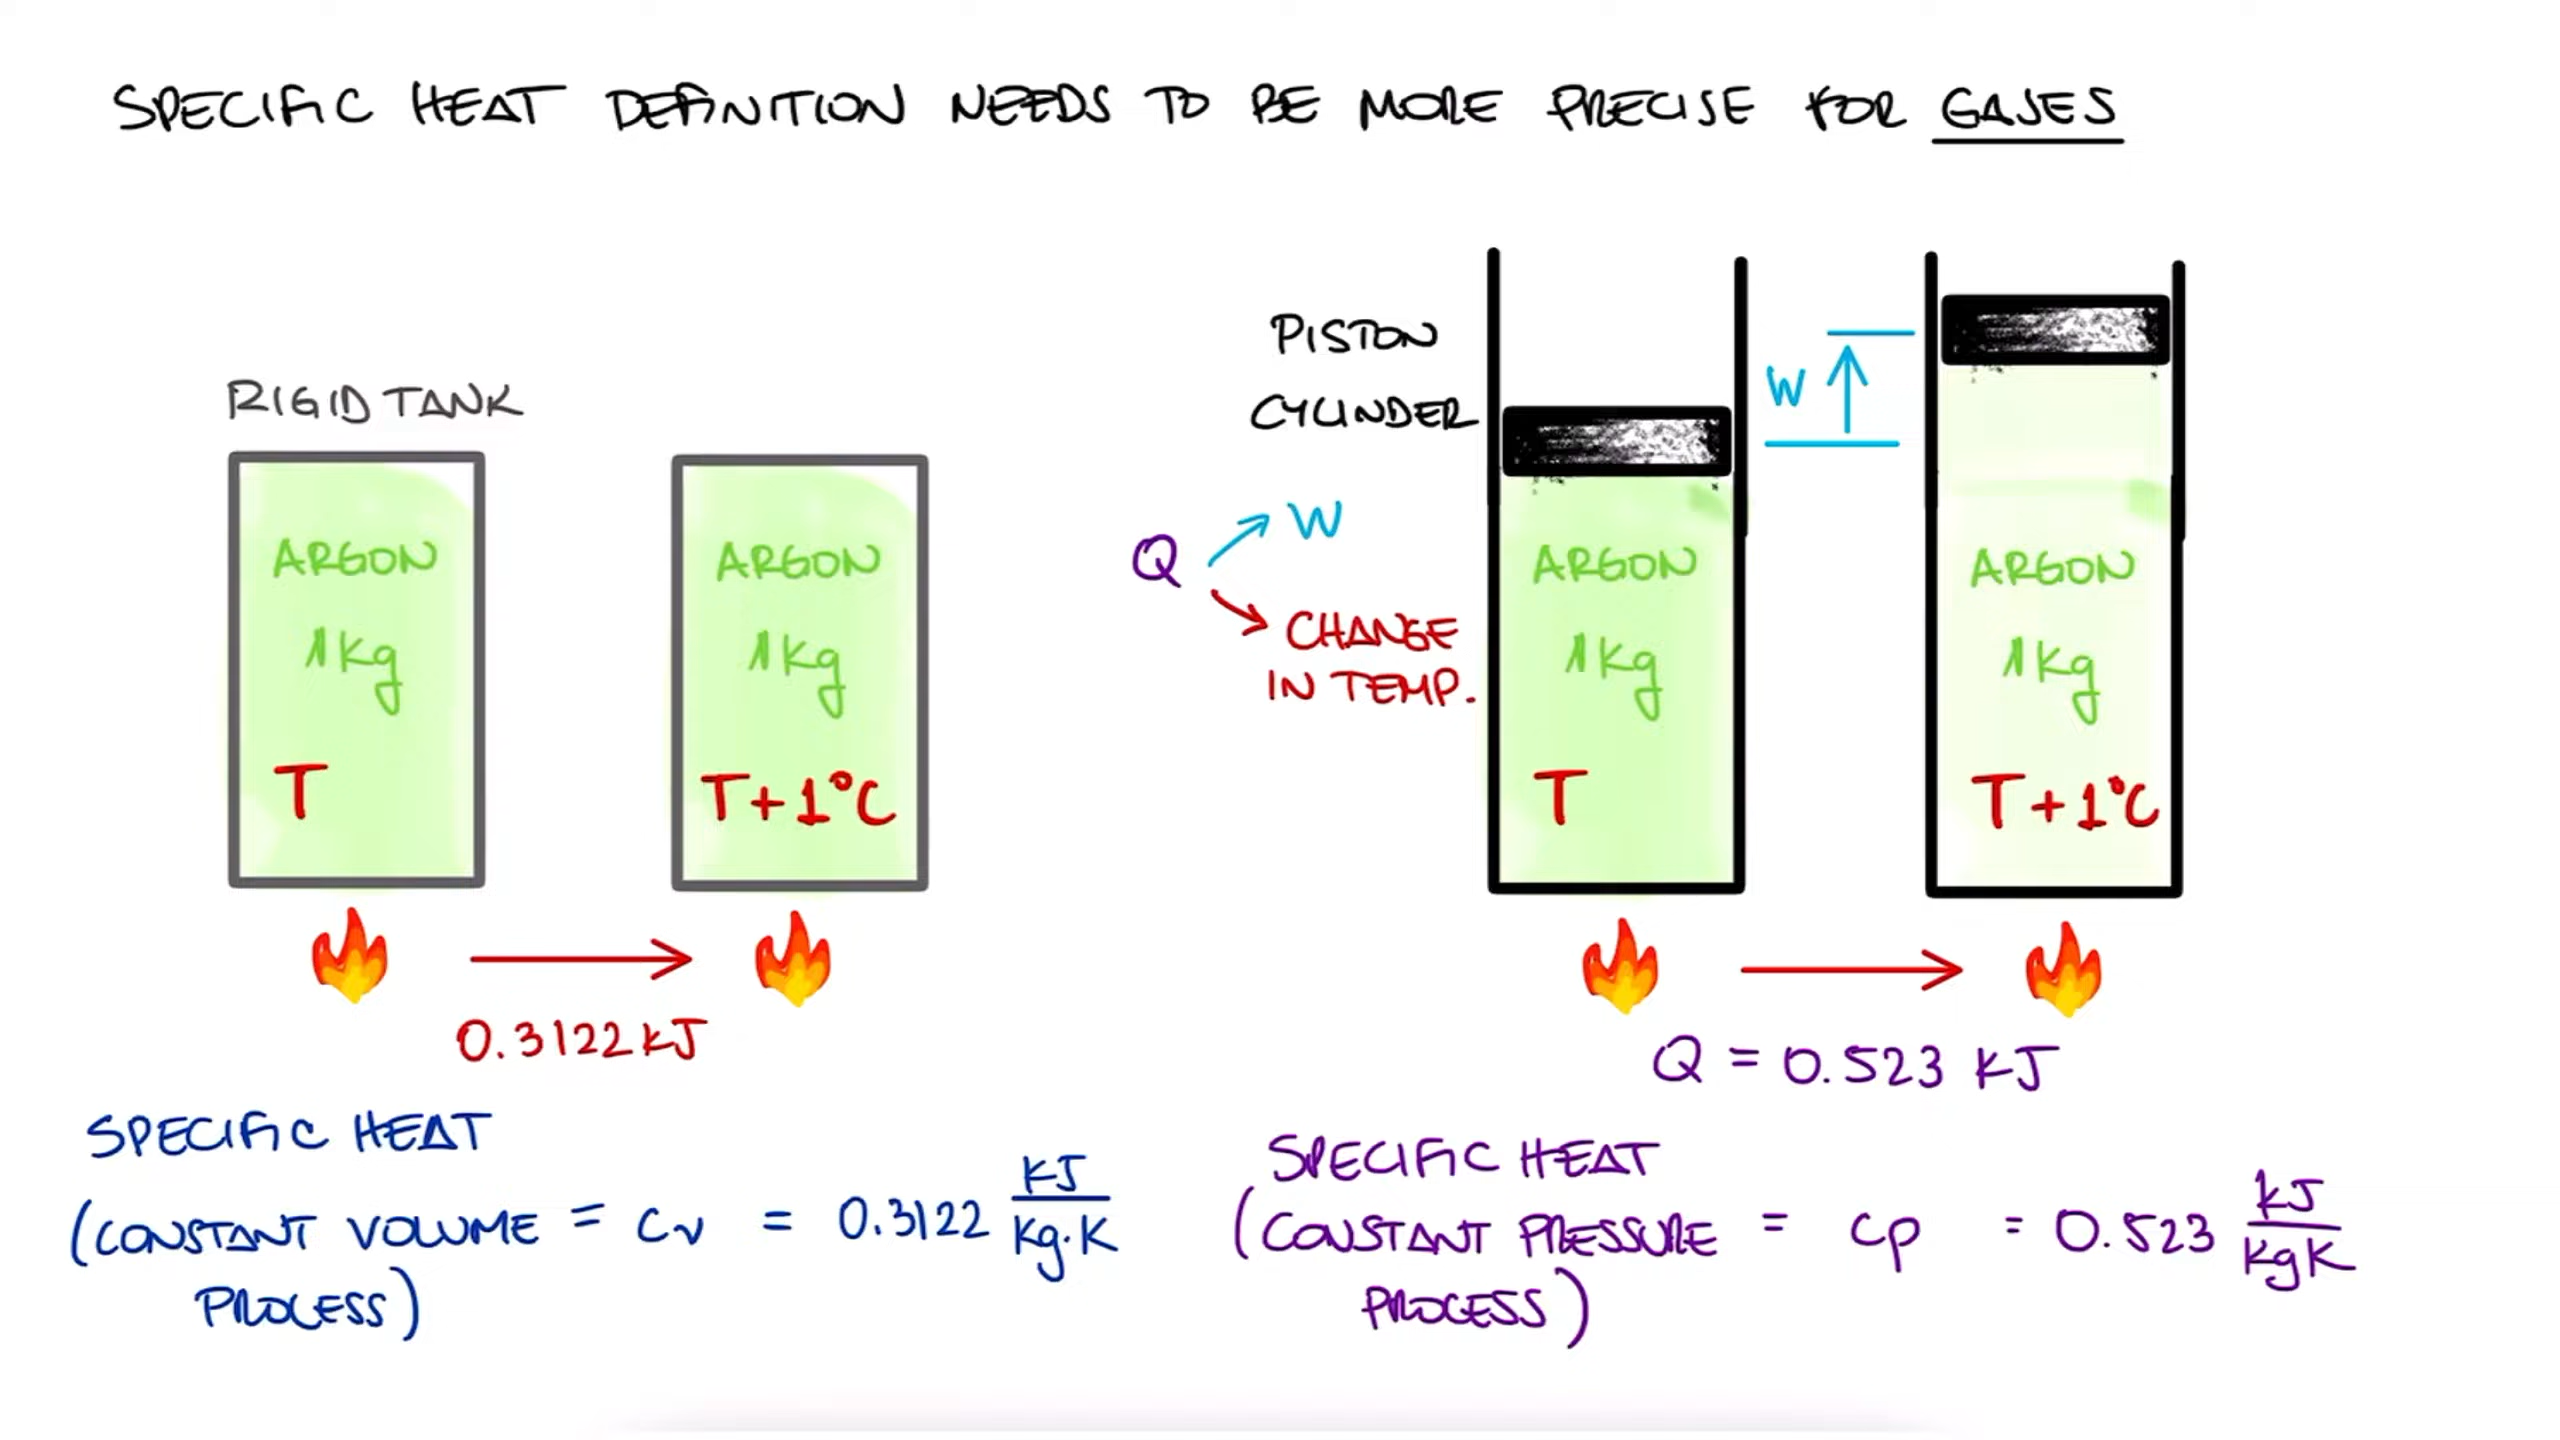 SPECIFIC HEAT DEFINITION NEEDS TO BE MORE PRECISE FOR GASES
RIGID TANK
ARGON
1Kg
T
ARGON
1Kg
T+1°C
0.3122 KJ
SPECIFIC HEAT
(CONSTANT VOLUME = Cv = 0.3122 KJ/Kg·K
PROCESS)
PISTON
CYLINDER
Q
W
CHANGE
IN TEMP.
ARGON
1Kg
T
W
ARGON
1Kg
T+1°C
Q = 0.523 KJ
SPECIFIC HEAT
(CONSTANT PRESSURE = Cp = 0.523 KJ/KgK
PROCESS)